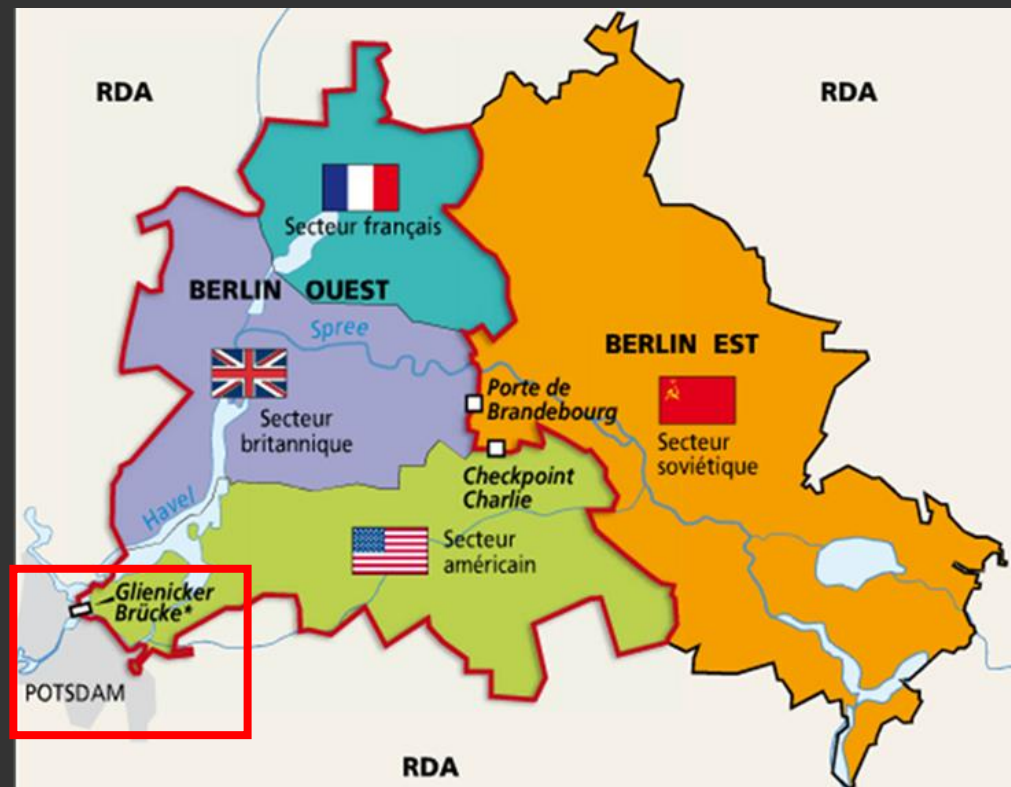 RDA
RDA
Secteur français
BERLIN OUEST
Spree
BERLIN EST
Porte de
Brandebourg
Secteur
britannique
Secteur
soviétique
Checkpoint
Charlie
Havel
Secteur
américain
Glienicker
Brücke*
POTSDAM
RDA